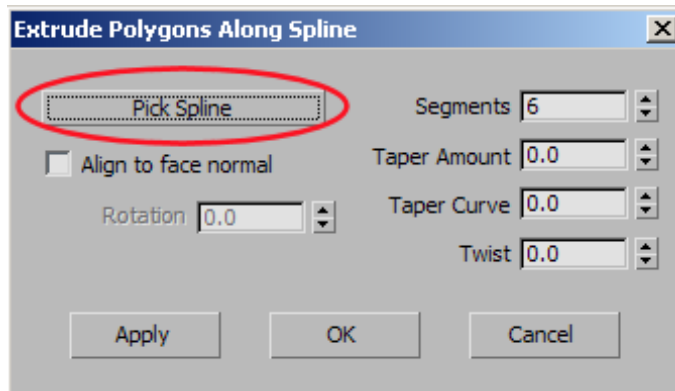 Extrude Polygons Along Spline
Pick Spline
Segments 6
Align to face normal
Taper Amount 0.0
Rotation 0.0
Taper Curve 0.0
Twist 0.0
Apply OK Cancel